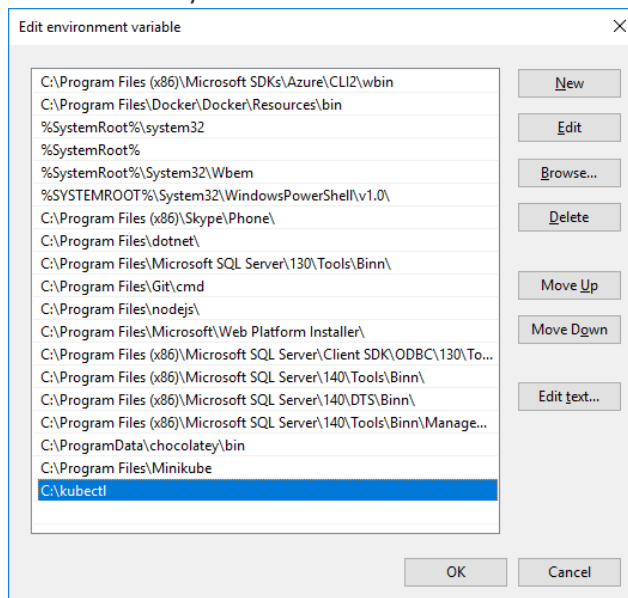 Edit environment variable
C:\Program Files (x86)\Microsoft SDKs\Azure\CLI2\wbin
New
C:\Program Files\Docker\Docker\Resources\bin
%SystemRoot%\system32
Edit
%SystemRoot%
%SystemRoot%\System32\Wbem
Browse...
%SYSTEMROOT%\System32\WindowsPowerShell\v1.0\
C:\Program Files (x86)\Skype\Phone\
Delete
C:\Program Files\dotnet\
C:\Program Files\Microsoft SQL Server\130\Tools\Binn\
C:\Program Files\Git\cmd
Move Up
C:\Program Files\nodejs\
C:\Program Files\Microsoft\Web Platform Installer\
Move Down
C:\Program Files (x86)\Microsoft SQL Server\Client SDK\ODBC\130\To...
C:\Program Files (x86)\Microsoft SQL Server\140\Tools\Binn\
C:\Program Files (x86)\Microsoft SQL Server\140\DTS\Binn\
Edit text...
C:\Program Files (x86)\Microsoft SQL Server\140\Tools\Binn\Manage...
C:\ProgramData\chocolatey\bin
C:\Program Files\Minikube
C:\kubectl
OK
Cancel